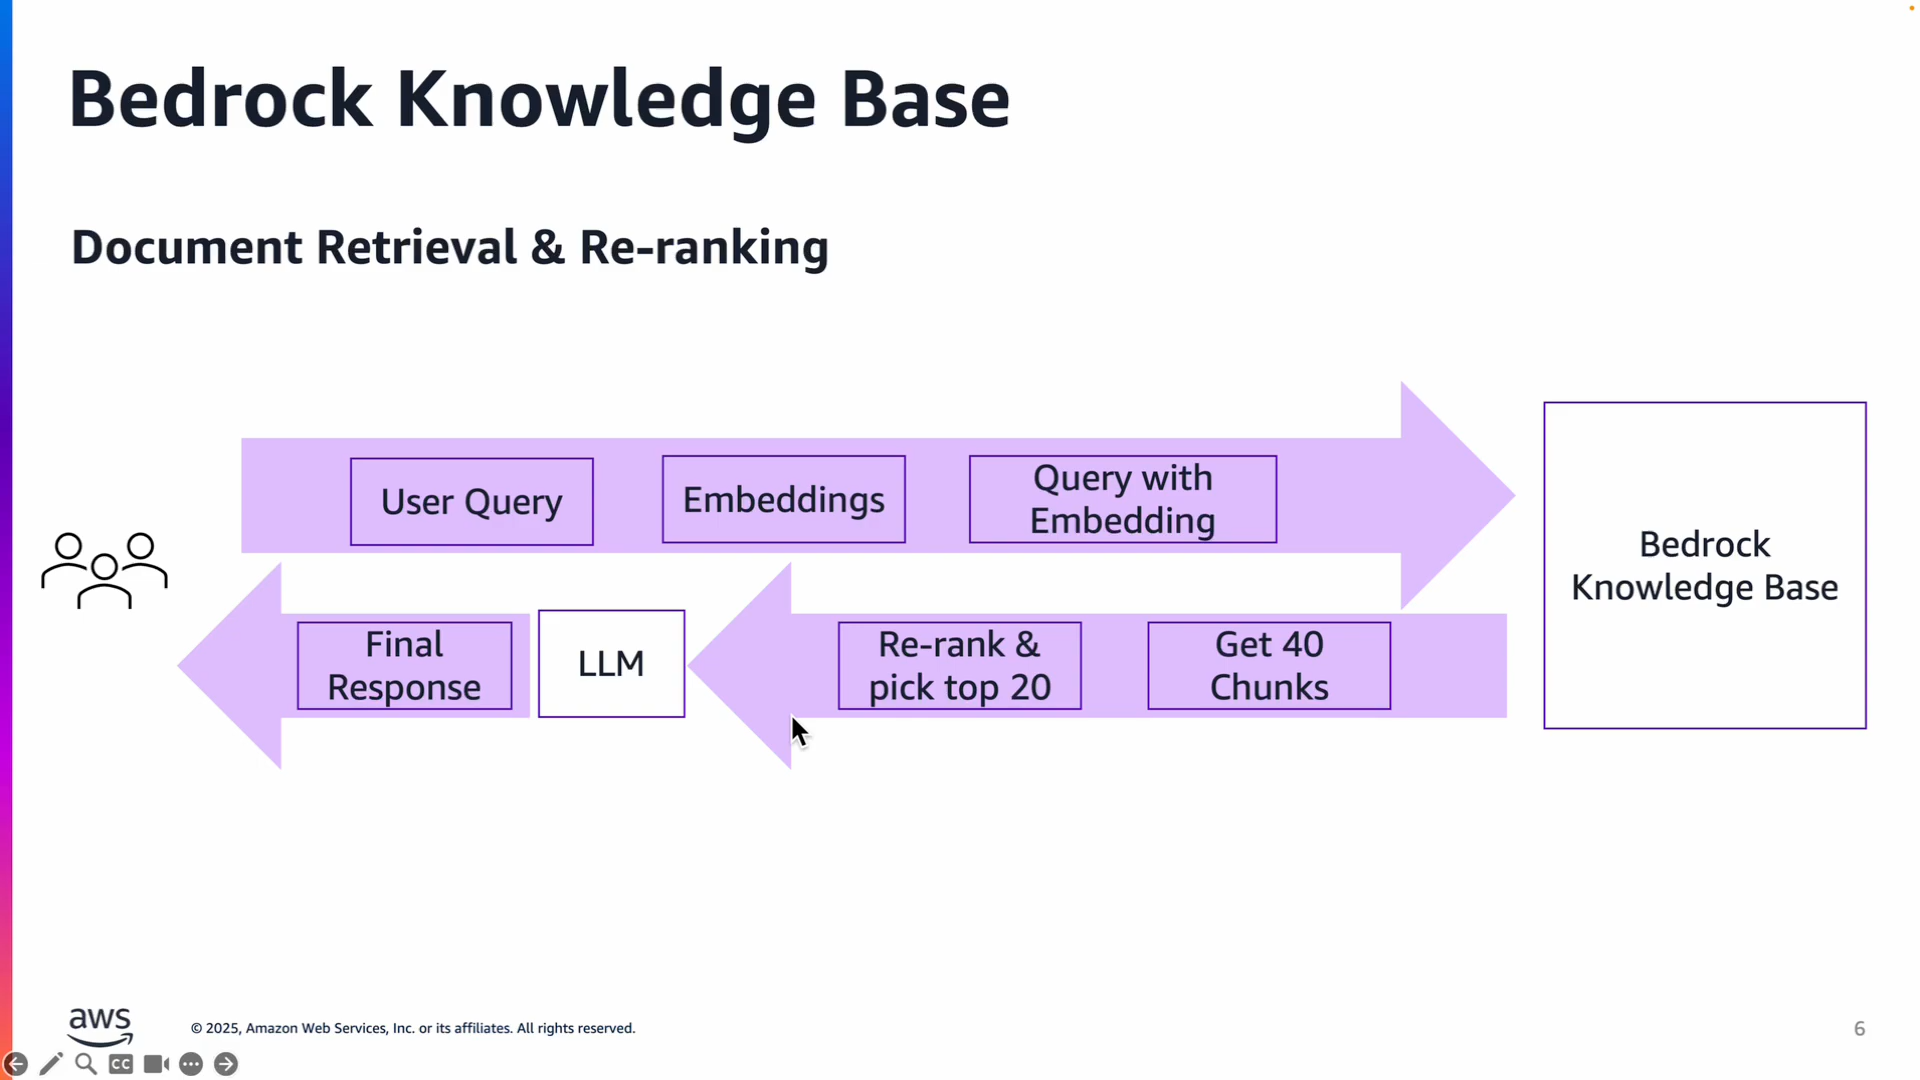 Bedrock Knowledge Base
Document Retrieval & Re-ranking
User Query
Embeddings
Query with
Embedding
Bedrock
Knowledge Base
Final
Response
LLM
Re-rank &
pick top 20
Get 40
Chunks
aws
© 2025, Amazon Web Services, Inc. or its affiliates. All rights reserved.
6
CC